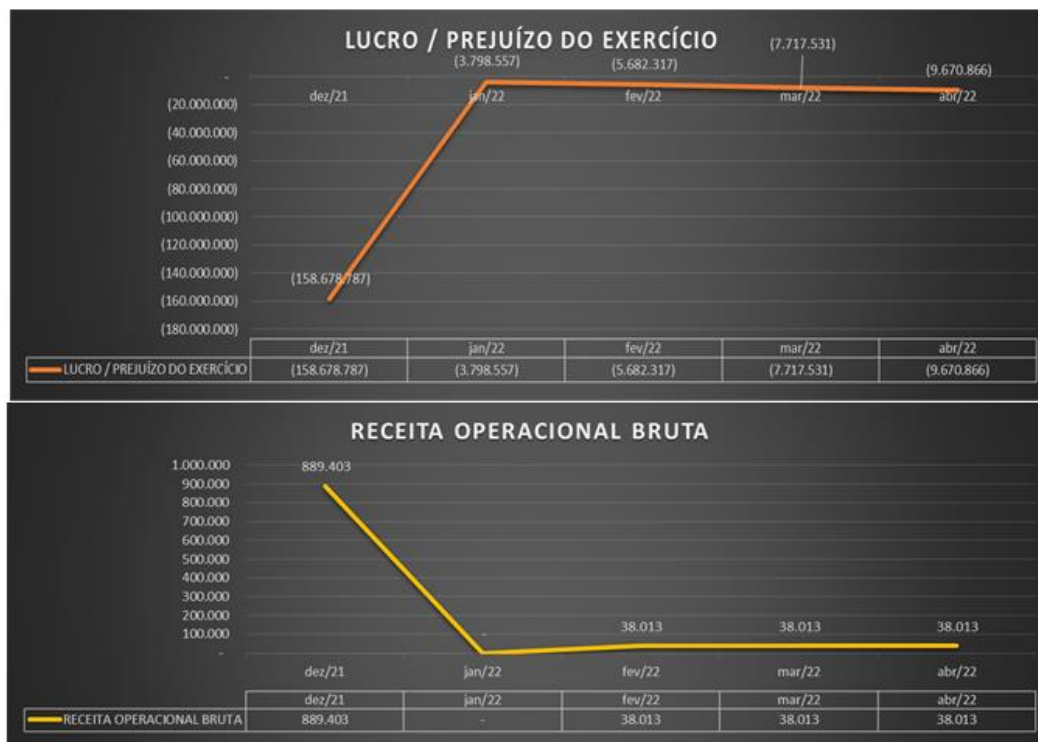 LUCRO / PREJUÍZO DO EXERCÍCIO
(7.717.531)
(3.798.557) (5.682.317) (9.670.866)
-
dez/21 jan/22 fev/22 mar/22 abr/22
(20.000.000)
(40.000.000)
(60.000.000)
(80.000.000)
(100.000.000)
(120.000.000)
(140.000.000)
(158.678.787)
(160.000.000)
(180.000.000)
dez/21 jan/22 fev/22 mar/22 abr/22
LUCRO / PREJUÍZO DO EXERCÍCIO (158.678.787) (3.798.557) (5.682.317) (7.717.531) (9.670.866)
RECEITA OPERACIONAL BRUTA
1.000.000
889.403
900.000
800.000
700.000
600.000
500.000
400.000
300.000
200.000
100.000
- 38.013 38.013 38.013
-
dez/21 jan/22 fev/22 mar/22 abr/22
dez/21 jan/22 fev/22 mar/22 abr/22
RECEITA OPERACIONAL BRUTA 889.403 - 38.013 38.013 38.013